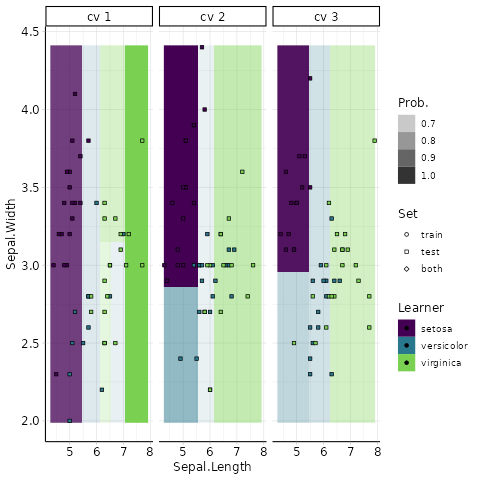 cv 1 cv 2 cv 3
4.5
4.0
3.5
3.0
2.5
2.0
Sepal.Width
5 6 7 8 5 6 7 8 5 6 7 8
Sepal.Length
Prob.
0.7
0.8
0.9
1.0
Set
train
test
both
Learner
setosa
versicolor
virginica